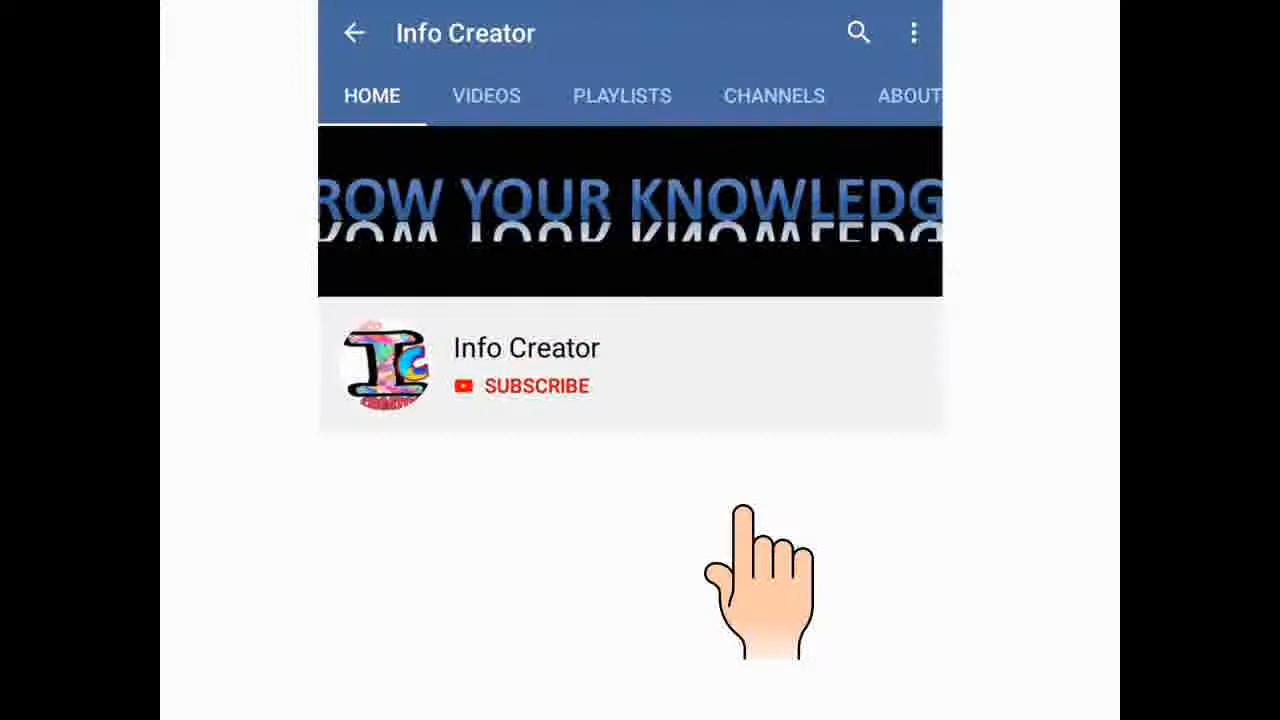 Info Creator
HOME VIDEOS PLAYLISTS CHANNELS ABOUT
ROW YOUR KNOWLEDG
Info Creator
SUBSCRIBE